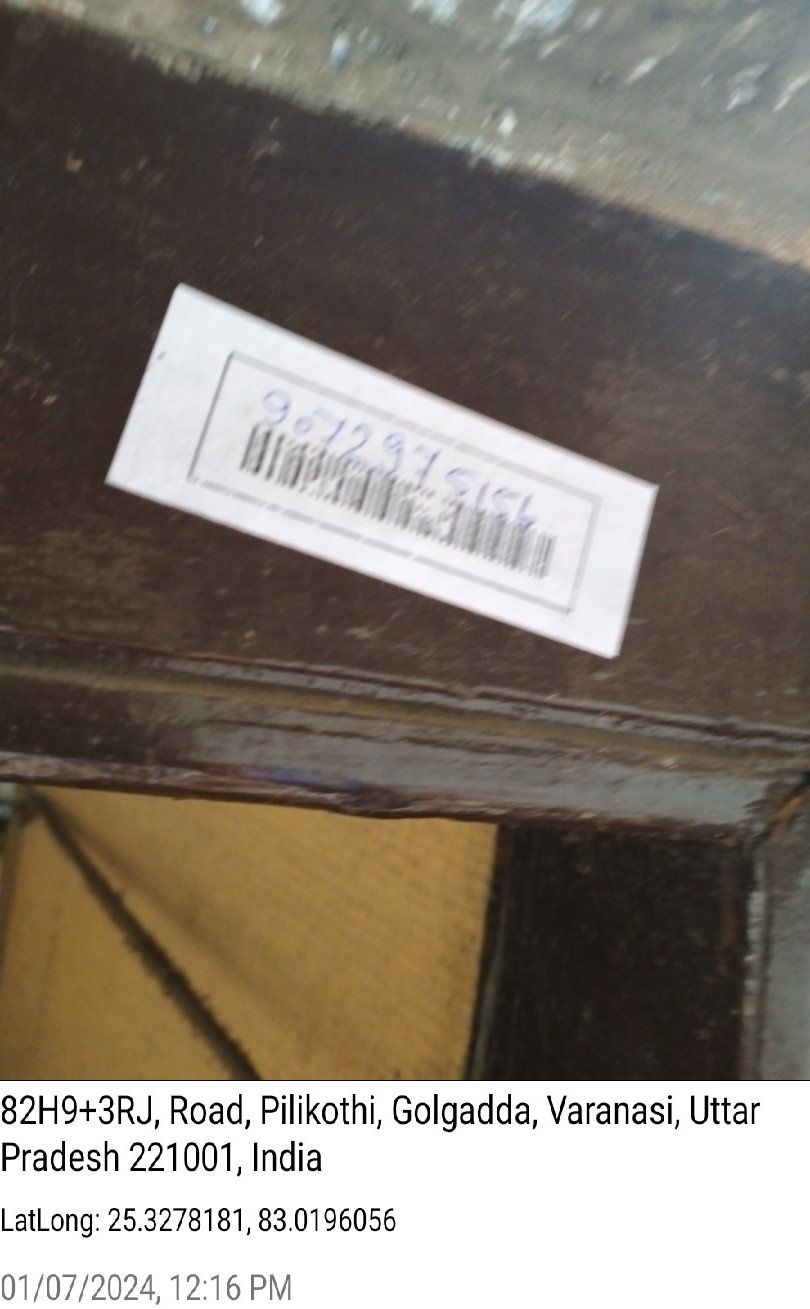 82H9+3RJ, Road, Pilikothi, Golgadda, Varanasi, Uttar
Pradesh 221001, India
LatLong: 25.3278181, 83.0196056
01/07/2024, 12:16 PM